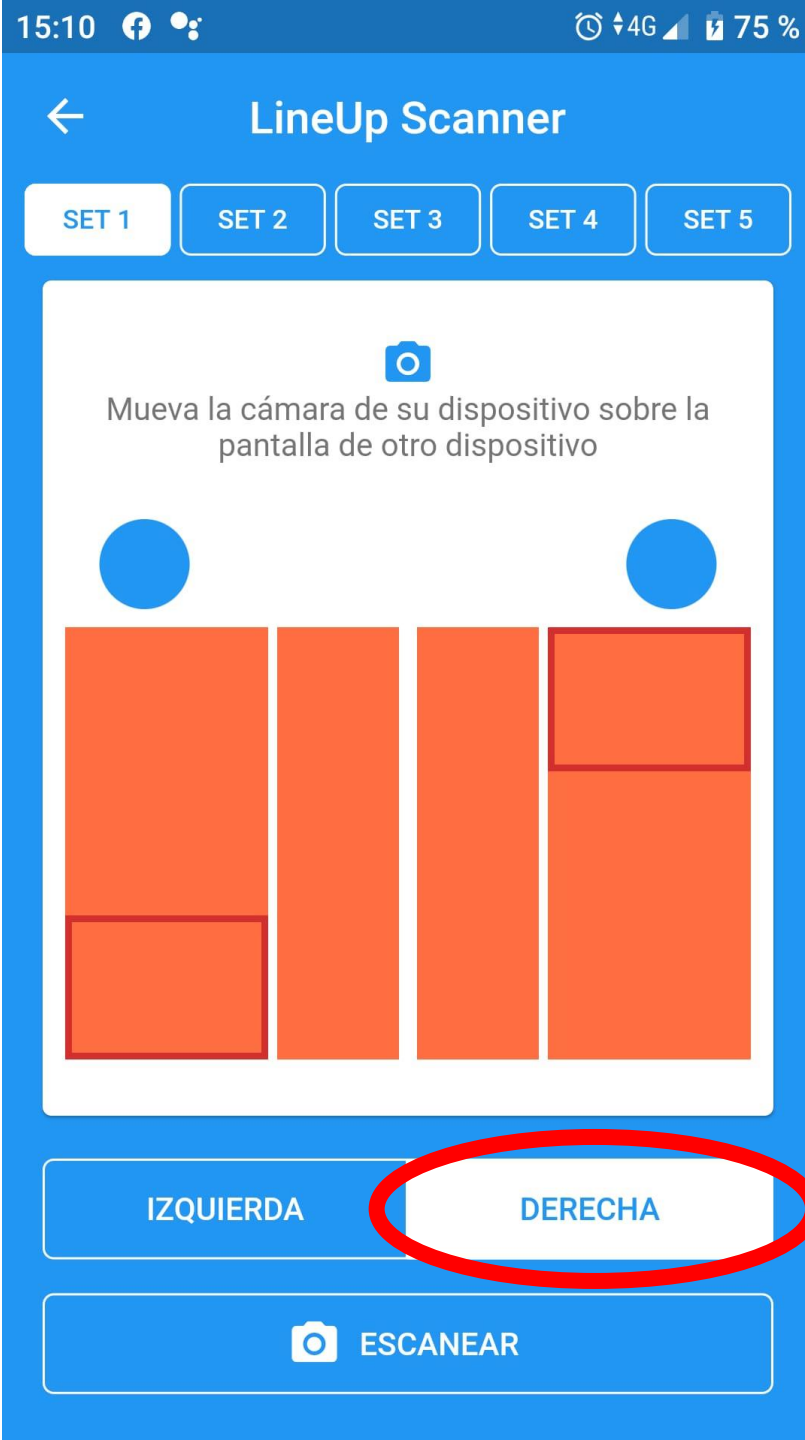 15:10 4G 75 %
LineUp Scanner
SET 1 SET 2 SET 3 SET 4 SET 5
Mueva la cámara de su dispositivo sobre la
pantalla de otro dispositivo
IZQUIERDA DERECHA
ESCANEAR